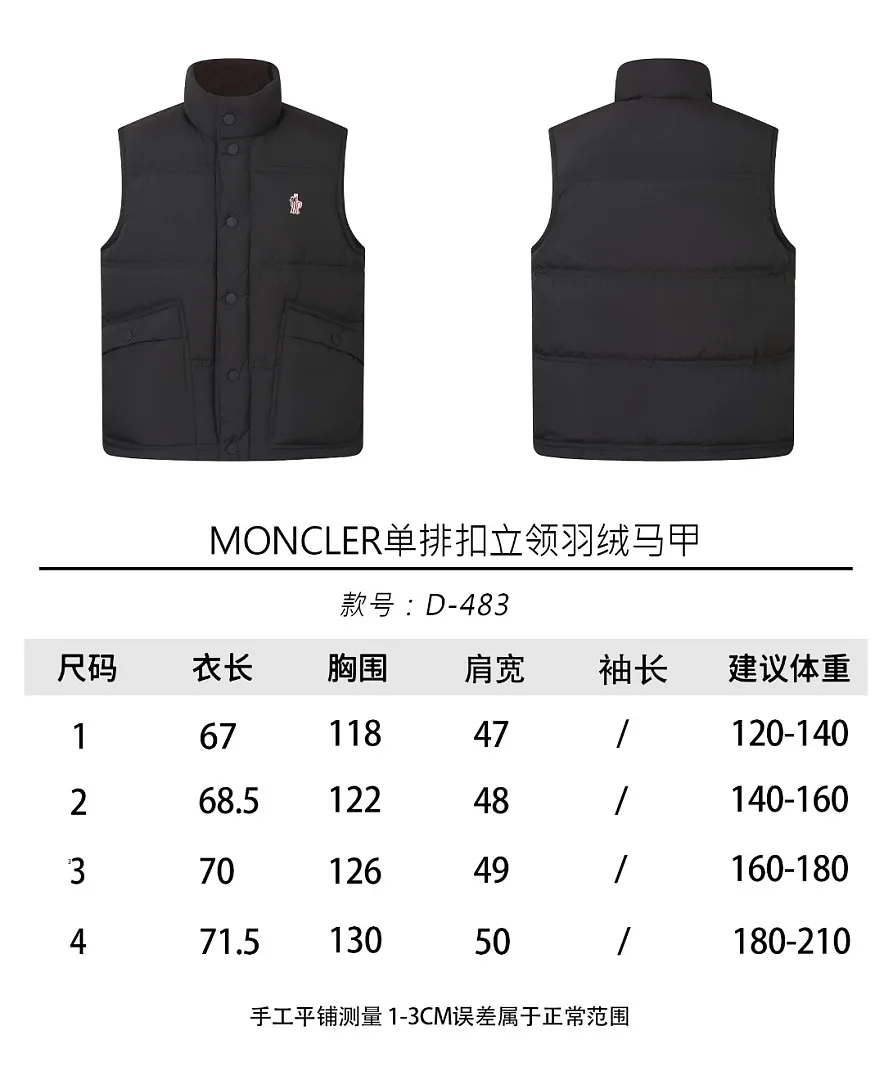 MONCLER单排扣立领羽绒马甲
款号：D-483
尺码 衣长 胸围 肩宽 袖长 建议体重
1 67 118 47 / 120-140
2 68.5 122 48 / 140-160
3 70 126 49 / 160-180
4 71.5 130 50 / 180-210
手工平铺测量 1-3CM误差属于正常范围